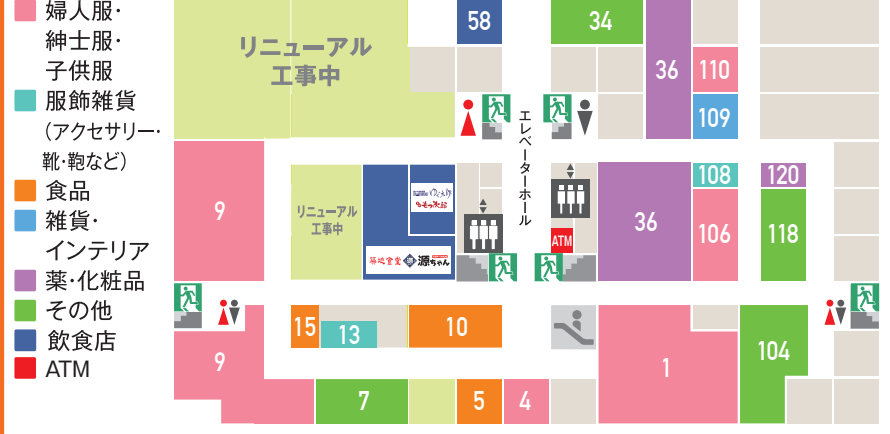 婦人服・
紳士服・
子供服
服飾雑貨
（アクセサリー・
靴・鞄など）
食品
雑貨・
インテリア
薬・化粧品
その他
飲食店
ATM
リニューアル
工事中
58
34
36
110
109
エレベーターホール
9
リニューアル
工事中
築地食堂 源ちゃん
ATM
36
108
120
106
118
15
13
10
9
1
104
7
5
4